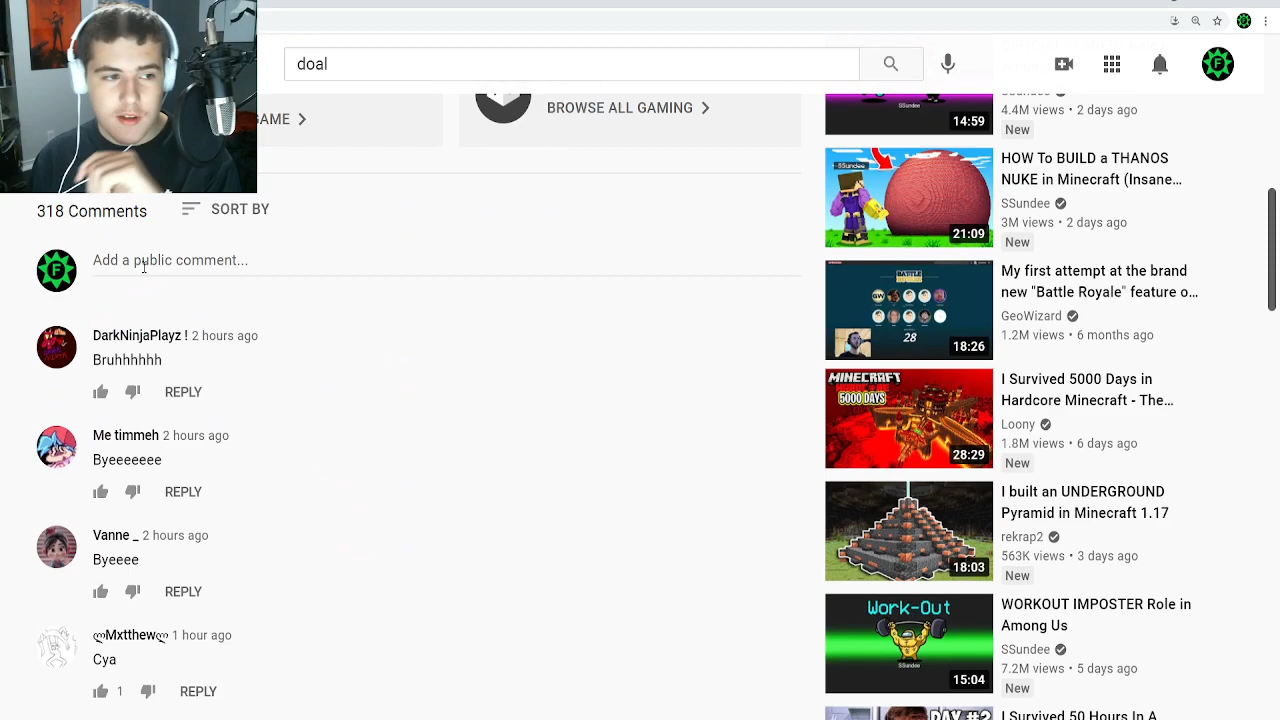 doal
F
GAME
BROWSE ALL GAMING
318 Comments
SORT BY
F
Add a public comment...
DarkNinjaPlayz ! 2 hours ago
Bruhhhhhh
REPLY
Me timmeh 2 hours ago
Byeeeeeee
REPLY
Vanne _ 2 hours ago
Byeeee
REPLY
ლMxtthewლ 1 hour ago
Cya
1 REPLY
SSundee
14:59
4.4M views • 2 days ago
New
SSundee
21:09
HOW To BUILD a THANOS
NUKE in Minecraft (Insane...
SSundee
3M views • 2 days ago
New
BATTLE
28
18:26
My first attempt at the brand
new "Battle Royale" feature o...
GeoWizard
1.2M views • 6 months ago
MINECRAFT
5000 DAYS
28:29
I Survived 5000 Days in
Hardcore Minecraft - The...
Loony
1.8M views • 6 days ago
New
18:03
I built an UNDERGROUND
Pyramid in Minecraft 1.17
rekrap2
563K views • 3 days ago
New
Work-Out
SSundee
15:04
WORKOUT IMPOSTER Role in
Among Us
SSundee
7.2M views • 5 days ago
New
DAY #2
I Survived 50 Hours In A